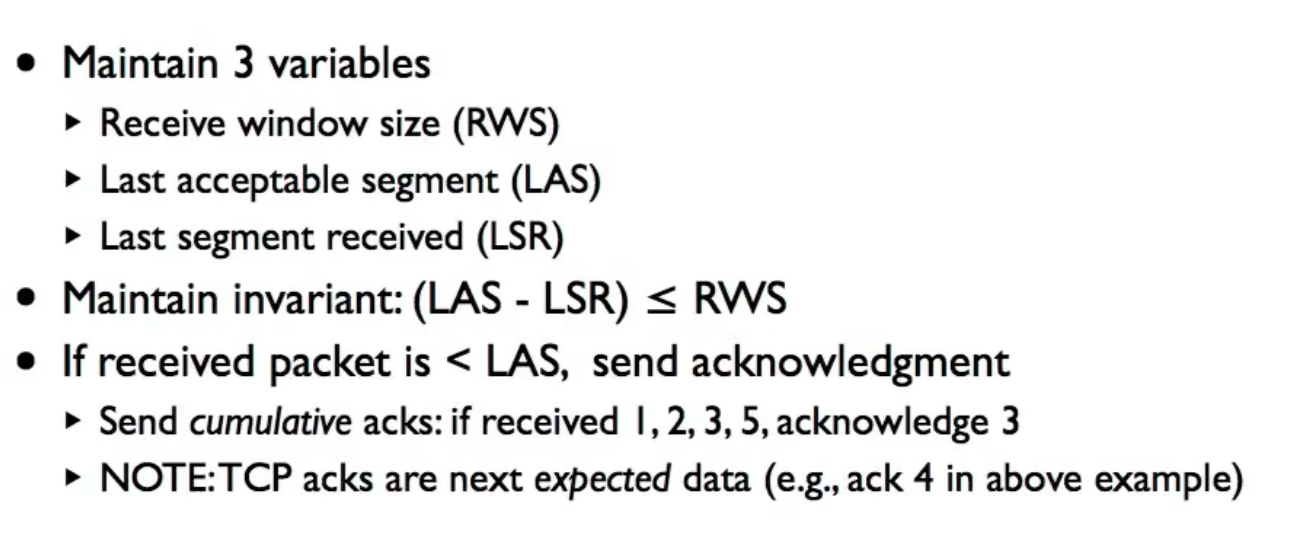 • Maintain 3 variables
‣ Receive window size (RWS)
‣ Last acceptable segment (LAS)
‣ Last segment received (LSR)
• Maintain invariant: (LAS - LSR) ≤ RWS
• If received packet is < LAS, send acknowledgment
‣ Send cumulative acks: if received 1, 2, 3, 5, acknowledge 3
‣ NOTE: TCP acks are next expected data (e.g., ack 4 in above example)